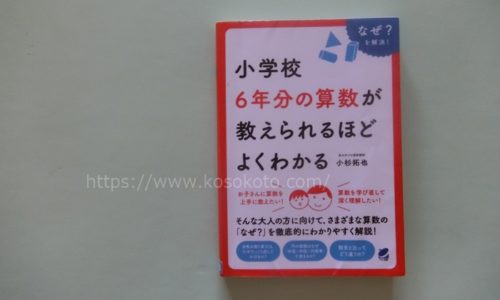 なぜ？
を解決！
小学校
6年分の算数が
教えられるほど
よくわかる
小杉拓也
https://www.kosokoto.com/
お子さんに算数を
上手に教えたい！
算数を学び直して
深く理解したい！
そんな大人の方に向けて、さまざまな算数の
「なぜ？」を徹底的にわかりやすく解説！